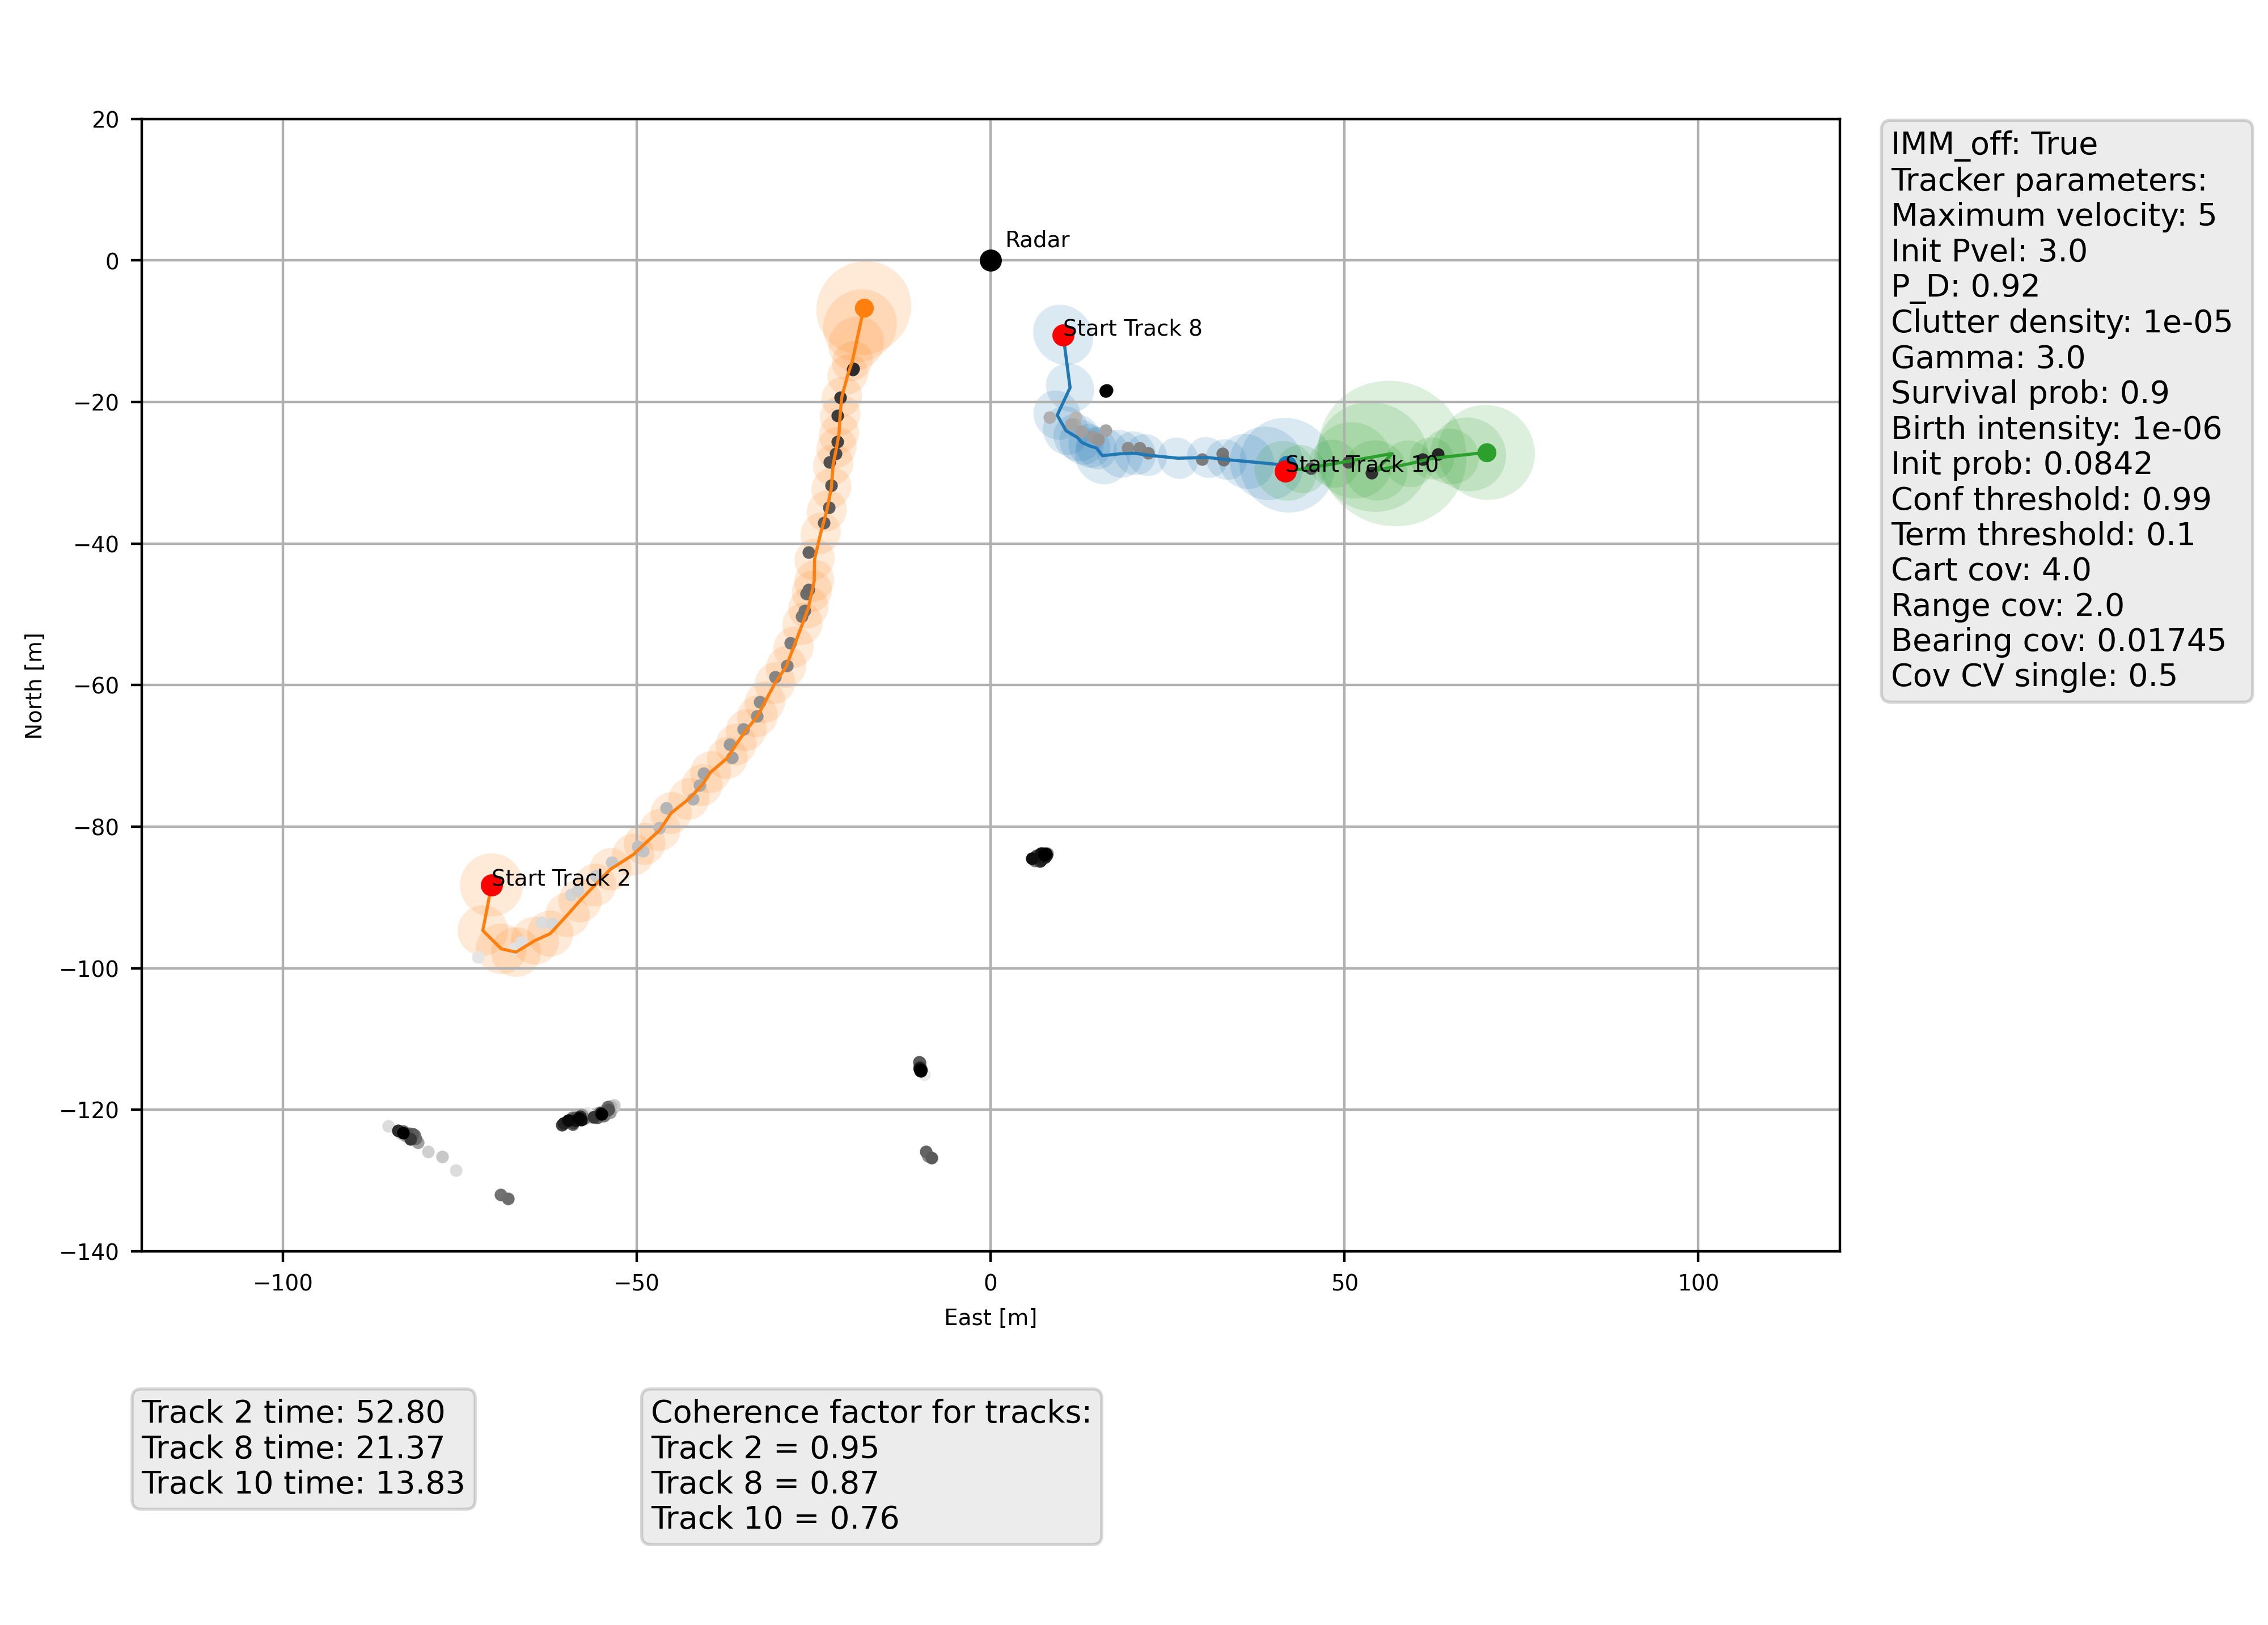 20
0
−20
−40
−60
−80
−100
−120
−140
North [m]
−100
−50
0
50
100
East [m]
Radar
Start Track 8
Start Track 10
Start Track 2
IMM_off: True
Tracker parameters:
Maximum velocity: 5
Init Pvel: 3.0
P_D: 0.92
Clutter density: 1e-05
Gamma: 3.0
Survival prob: 0.9
Birth intensity: 1e-06
Init prob: 0.0842
Conf threshold: 0.99
Term threshold: 0.1
Cart cov: 4.0
Range cov: 2.0
Bearing cov: 0.01745
Cov CV single: 0.5
Track 2 time: 52.80
Track 8 time: 21.37
Track 10 time: 13.83
Coherence factor for tracks:
Track 2 = 0.95
Track 8 = 0.87
Track 10 = 0.76